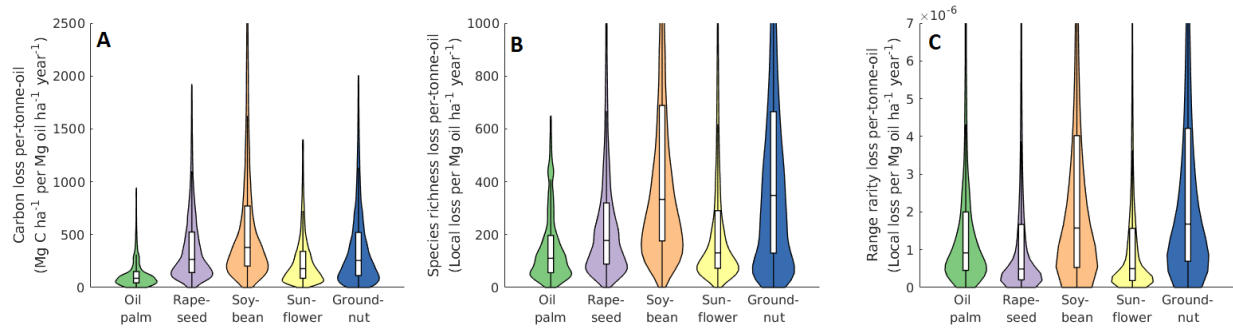 A
Carbon loss per-tonne-oil
(Mg C ha⁻¹ per Mg oil ha⁻¹ year⁻¹)
2500
2000
1500
1000
500
0
Oil palm
Rape-seed
Soy-bean
Sun-flower
Ground-nut
B
Species richness loss per-tonne-oil
(Local loss per Mg oil ha⁻¹ year⁻¹)
1000
800
600
400
200
0
Oil palm
Rape-seed
Soy-bean
Sun-flower
Ground-nut
C
Range rarity loss per-tonne-oil
(Local loss per Mg oil ha⁻¹ year⁻¹)
×10⁻⁶
7
6
5
4
3
2
1
0
Oil palm
Rape-seed
Soy-bean
Sun-flower
Ground-nut